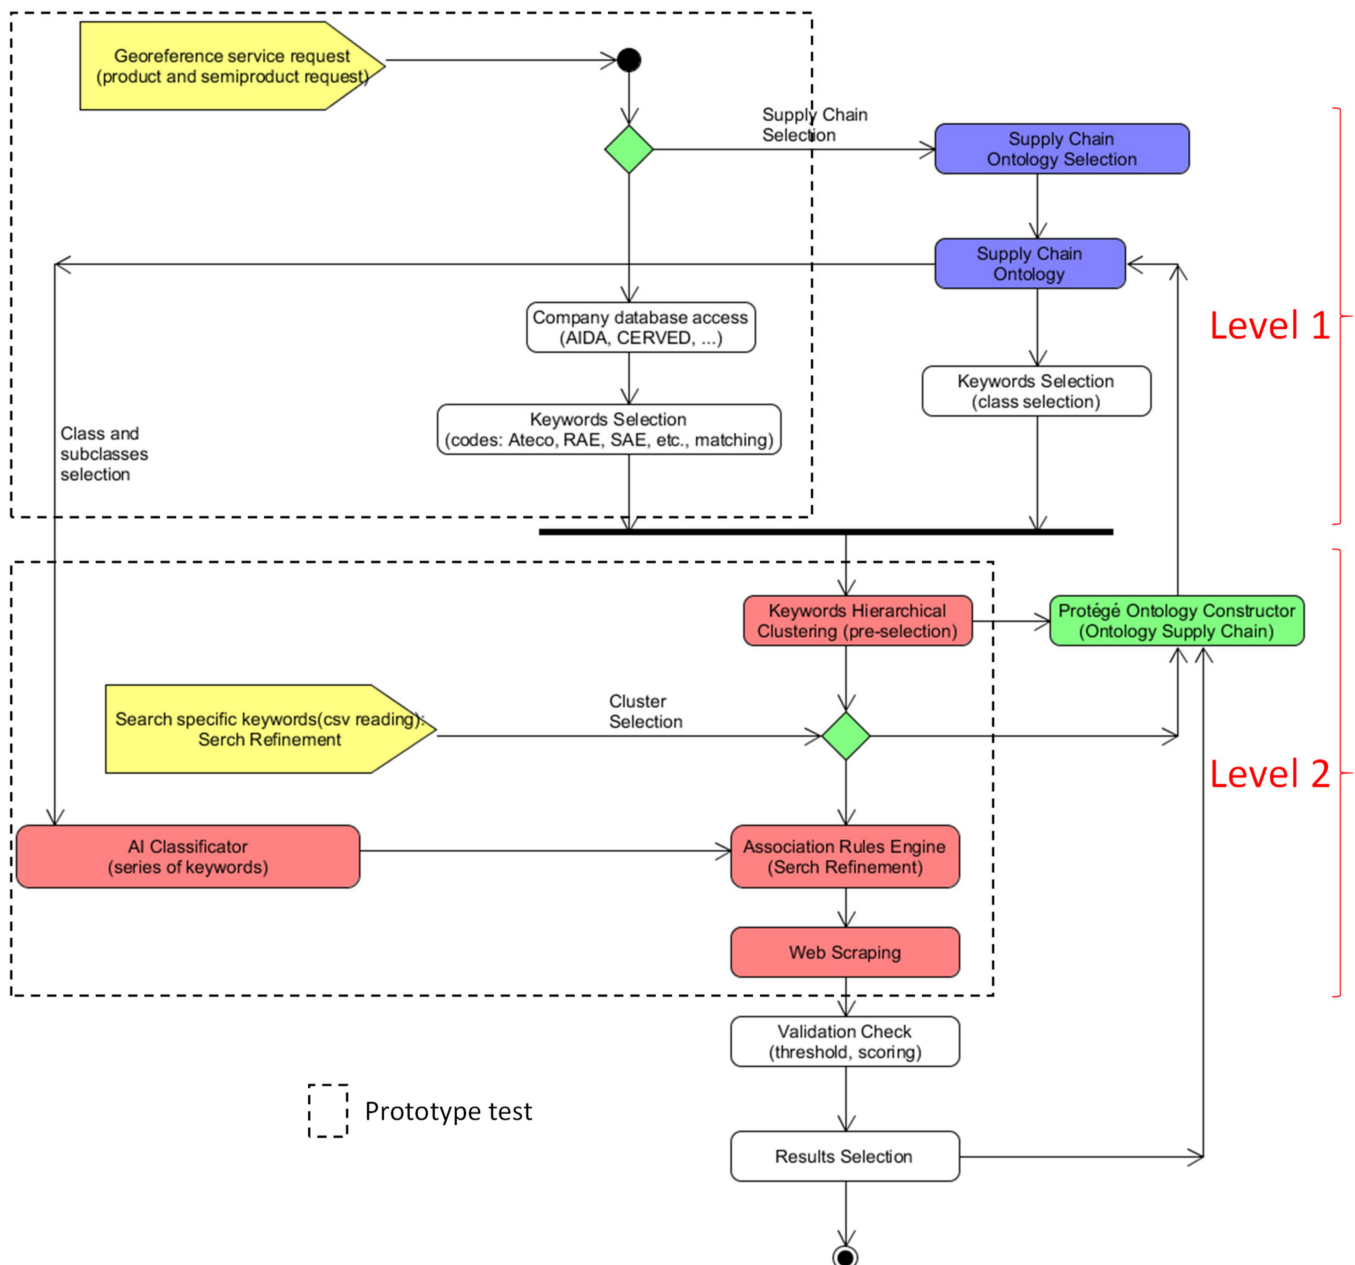 Georeference service request
(product and semiproduct request)
Supply Chain
Selection
Supply Chain
Ontology Selection
Supply Chain
Ontology
Company database access
(AIDA, CERVED, ...)
Level 1
Keywords Selection
(class selection)
Keywords Selection
(codes: Ateco, RAE, SAE, etc., matching)
Class and
subclasses
selection
Keywords Hierarchical
Clustering (pre-selection)
Protégé Ontology Constructor
(Ontology Supply Chain)
Search specific keywords(csv reading):
Serch Refinement
Cluster
Selection
Level 2
AI Classificator
(series of keywords)
Association Rules Engine
(Serch Refinement)
Web Scraping
Validation Check
(threshold, scoring)
Prototype test
Results Selection